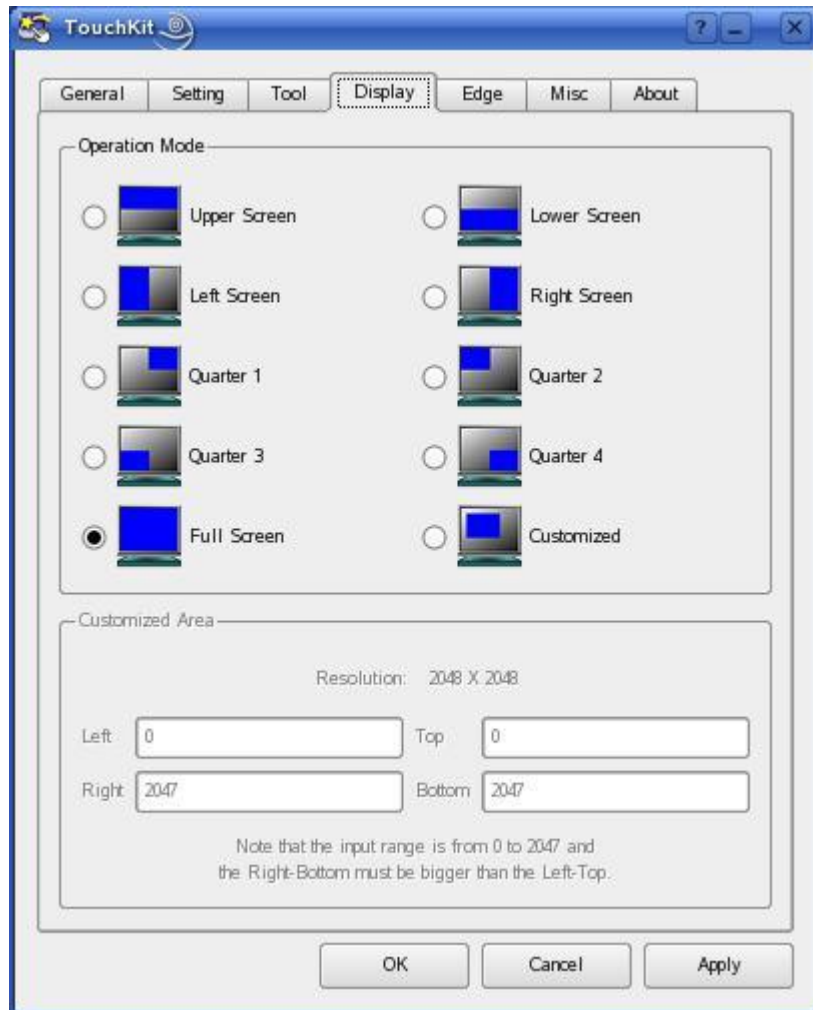 TouchKit
General Setting Tool Display Edge Misc About
Operation Mode
Upper Screen Lower Screen
Left Screen Right Screen
Quarter 1 Quarter 2
Quarter 3 Quarter 4
Full Screen Customized
Customized Area
Resolution: 2048 X 2048
Left 0 Top 0
Right 2047 Bottom 2047
Note that the input range is from 0 to 2047 and
the Right-Bottom must be bigger than the Left-Top.
OK Cancel Apply